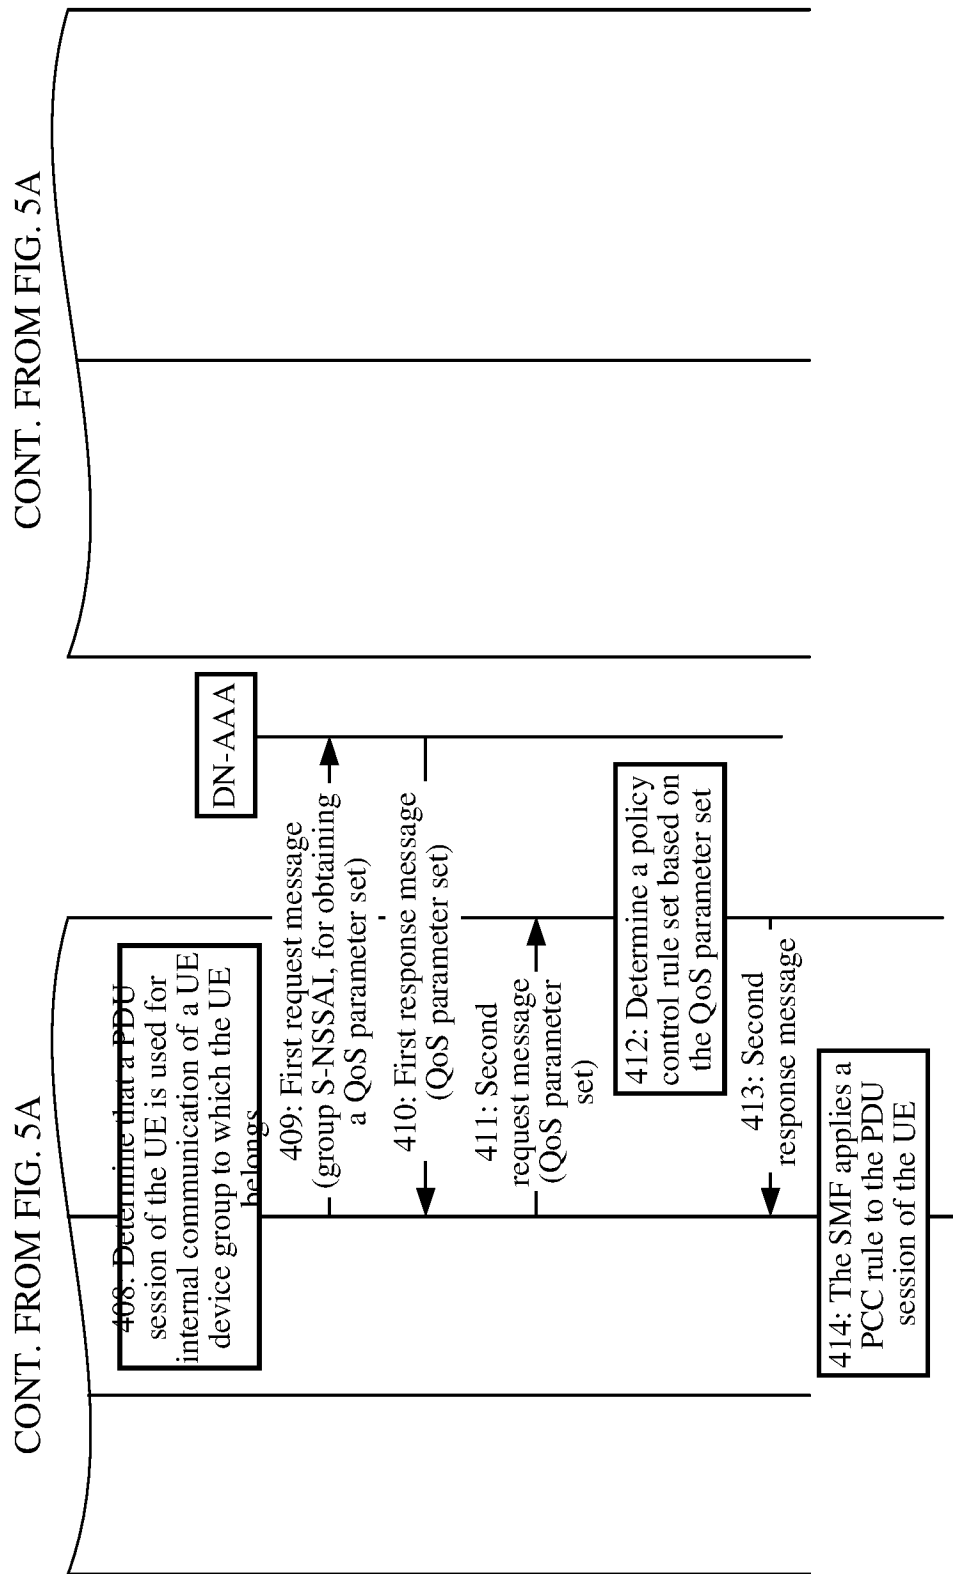 CONT. FROM FIG. 5A
CONT. FROM FIG. 5A
408: Determine that a PDU
session of the UE is used for
internal communication of a UE
device group to which the UE
belongs
DN-AAA
409: First request message
(group S-NSSAI, for obtaining
a QoS parameter set)
410: First response message
(QoS parameter set)
411: Second
request message
(QoS parameter
set)
412: Determine a policy
control rule set based on
the QoS parameter set
413: Second
response message
414: The SMF applies a
PCC rule to the PDU
session of the UE